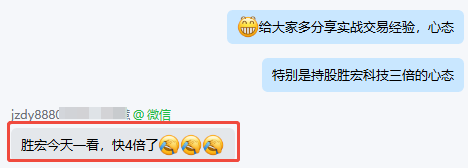 给大家多分享实战交易经验，心态
特别是持股胜宏科技三倍的心态
jzdy8880 @微信
胜宏今天一看，快4倍了